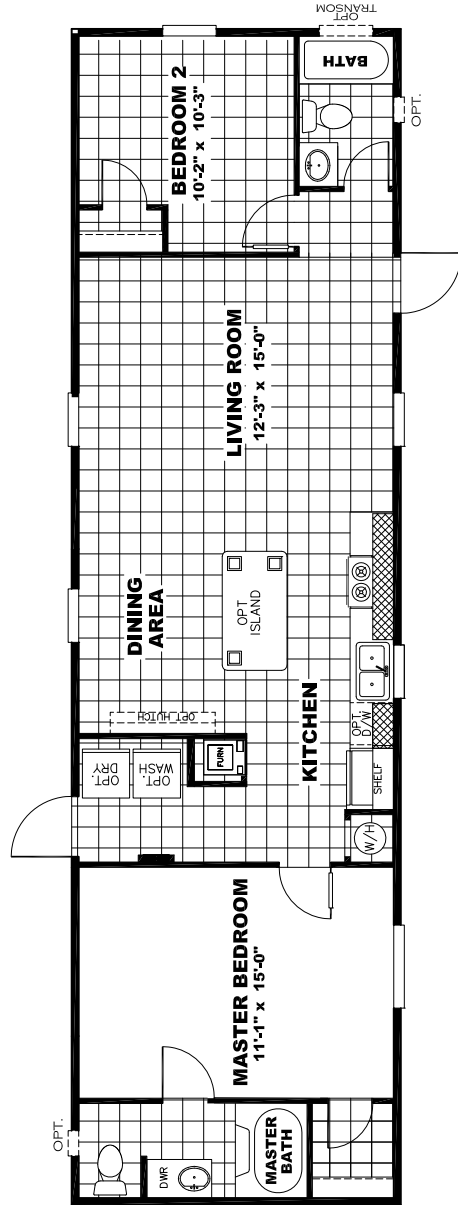 OPT
TRANSOM
BATH
BEDROOM 2
10'-2" x 10'-3"
OPT.
LIVING ROOM
12'-3" x 15'-0"
DINING
AREA
OPT
ISLAND
OPT HUTCH
KITCHEN
OPT.
D/W
SHELF
FURN
OPT.
WASH
OPT.
DRY
W/H
MASTER BEDROOM
11'-1" x 15'-0"
OPT.
DWR
MASTER
BATH